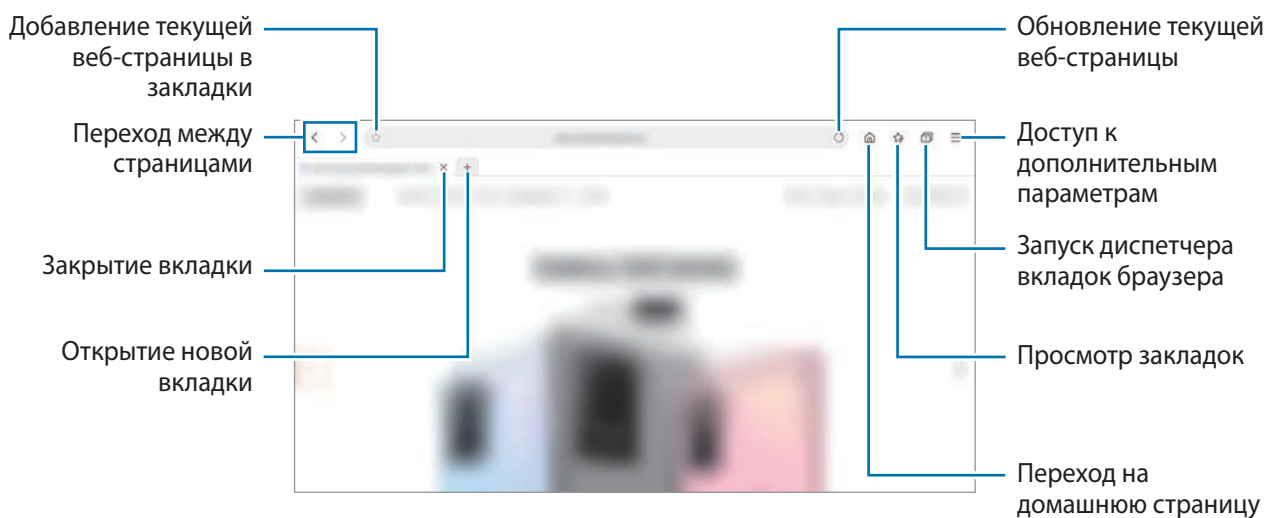 Добавление текущей
веб-страницы в
закладки
Переход между
страницами
Закрытие вкладки
Открытие новой
вкладки
Обновление текущей
веб-страницы
Доступ к
дополнительным
параметрам
Запуск диспетчера
вкладок браузера
Просмотр закладок
Переход на
домашнюю страницу